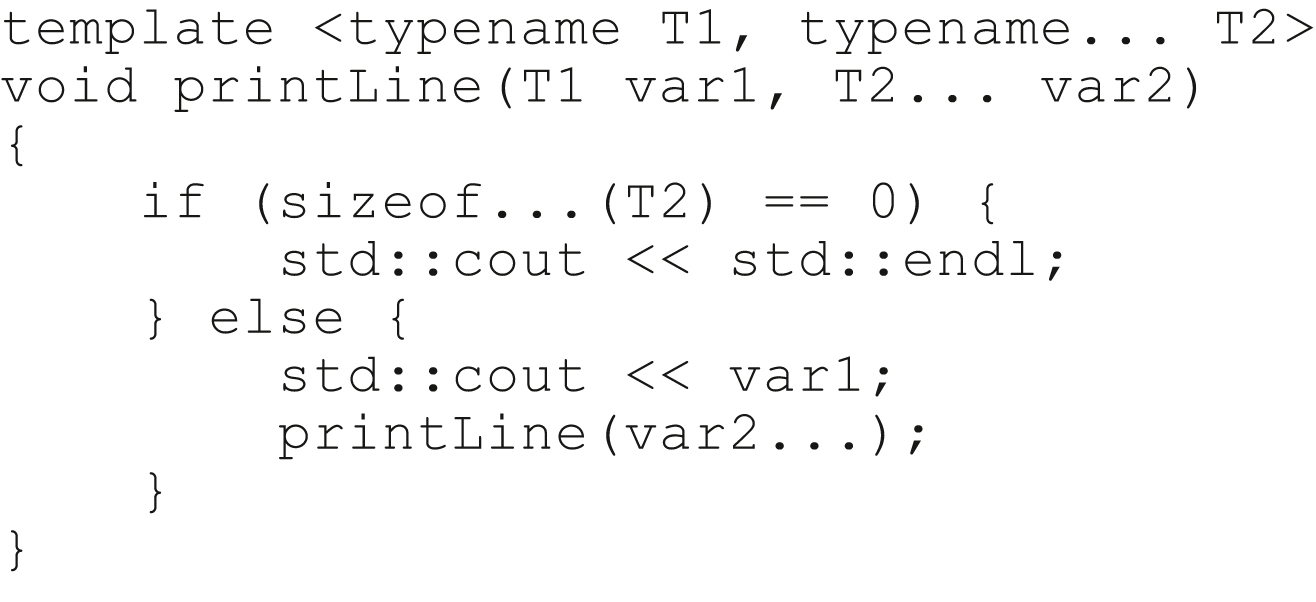 template <typename T1, typename... T2>
void printLine(T1 var1, T2... var2)
{
    if (sizeof...(T2) == 0) {
        std::cout << std::endl;
    } else {
        std::cout << var1;
        printLine(var2...);
    }
}